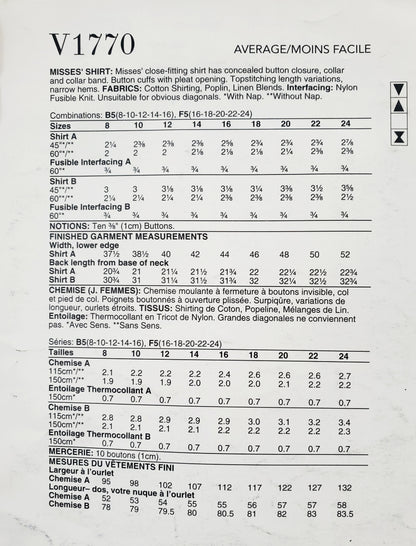 V1770
AVERAGE/MOINS FACILE
MISSES' SHIRT: Misses' close-fitting shirt has concealed button closure, collar
and collar band. Button cuffs with pleat opening. Topstitching length variations,
narrow hems. FABRICS: Cotton Shirting, Poplin, Linen Blends. Interfacing: Nylon
Fusible Knit. Unsuitable for obvious diagonals. *With Nap. **Without Nap.
Combinations: B5(8-10-12-14-16), F5(16-18-20-22-24)
Sizes 8 10 12 14 16 18 20 22 24
Shirt A
45"*/** 2¼ 2⅜ 2⅜ 2⅜ 2⅝ 2¾ 2¾ 2¾ 2⅞
60"*/** 2 2 2 2⅛ 2⅛ 2⅛ 2¼ 2⅜ 2⅜
Fusible Interfacing A
60"* ¾ ¾ ¾ ¾ ¾ ¾ ¾ ¾ ¾
Shirt B
45"*/** 3 3 3⅛ 3⅛ 3⅛ 3¼ 3⅜ 3½ 3⅝
60"*/** 2¼ 2¼ 2¼ 2¼ 2⅜ 2⅜ 2⅜ 2⅜ 2½
Fusible Interfacing B
60"* ¾ ¾ ¾ ¾ ¾ ¾ ¾ ¾ ¾
NOTIONS: Ten ⅜" (1cm) Buttons.
FINISHED GARMENT MEASUREMENTS
Width, lower edge
Shirt A 37½ 38½ 40 42 44 46 48 50 52
Back length from base of neck
Shirt A 20¾ 21 21¼ 21½ 21¾ 22 22¼ 22½ 22¾
Shirt B 30¾ 31 31¼ 31½ 31¾ 32 32¼ 32½ 32¾
CHEMISE (J. FEMMES): Chemise moulante à fermeture à boutons invisible, col
et pied de col. Poignets boutonnés à ouverture plissée. Surpiqûre, variations de
longueur, ourlets étroits. TISSUS: Shirting de Coton, Popeline, Mélanges de Lin.
Entoilage: Thermocollant en Tricot de Nylon. Grandes diagonales ne conviennent
pas. *Avec Sens. **Sans Sens.
Séries: B5(8-10-12-14-16), F5(16-18-20-22-24)
Tailles 8 10 12 14 16 18 20 22 24
Chemise A
115cm*/** 2.1 2.2 2.2 2.2 2.4 2.6 2.6 2.6 2.7
150cm*/** 1.9 1.9 1.9 2.0 2.0 2.0 2.1 2.2 2.2
Entoilage Thermocollant A
150cm* 0.7 0.7 0.7 0.7 0.7 0.7 0.7 0.7 0.7
Chemise B
115cm*/** 2.8 2.8 2.9 2.9 2.9 3.0 3.1 3.2 3.4
150cm*/** 2.1 2.1 2.1 2.1 2.2 2.2 2.2 2.2 2.3
Entoilage Thermocollant B
150cm* 0.7 0.7 0.7 0.7 0.7 0.7 0.7 0.7 0.7
MERCERIE: 10 boutons (1cm).
MESURES DU VÊTEMENTS FINI
Largeur à l'ourlet
Chemise A 95 98 102 107 112 117 122 127 132
Longueur– dos, votre nuque à l'ourlet
Chemise A 52 53 54 55 55 56 57 57 58
Chemise B 78 79 79.5 80 80.5 81 82 83 83.5